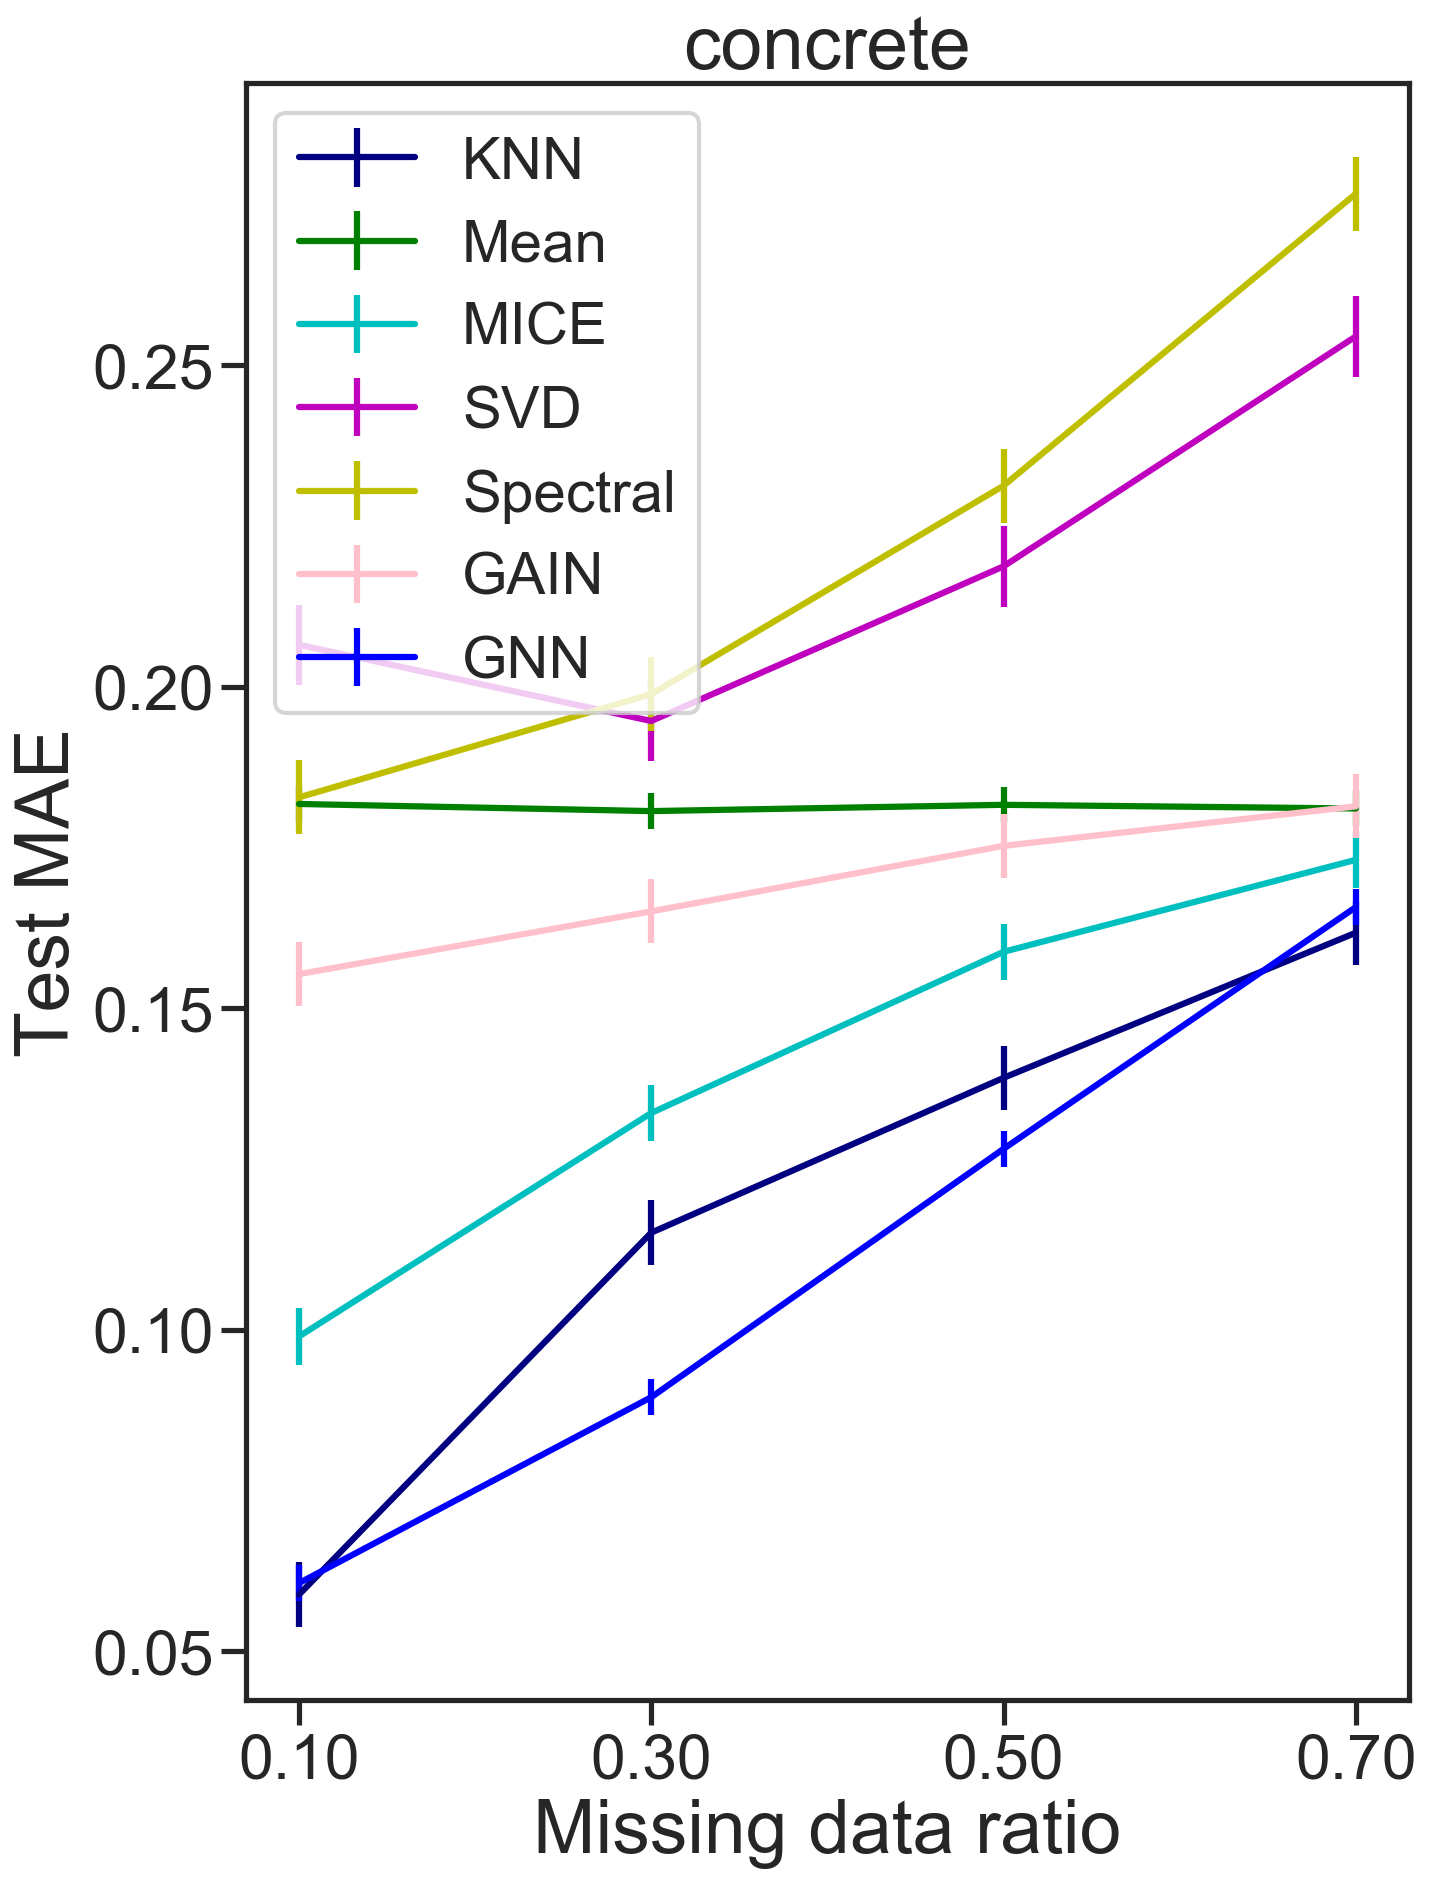 concrete
KNN
Mean
MICE
SVD
Spectral
GAIN
GNN
Test MAE
0.25
0.20
0.15
0.10
0.05
0.10 0.30 0.50 0.70
Missing data ratio